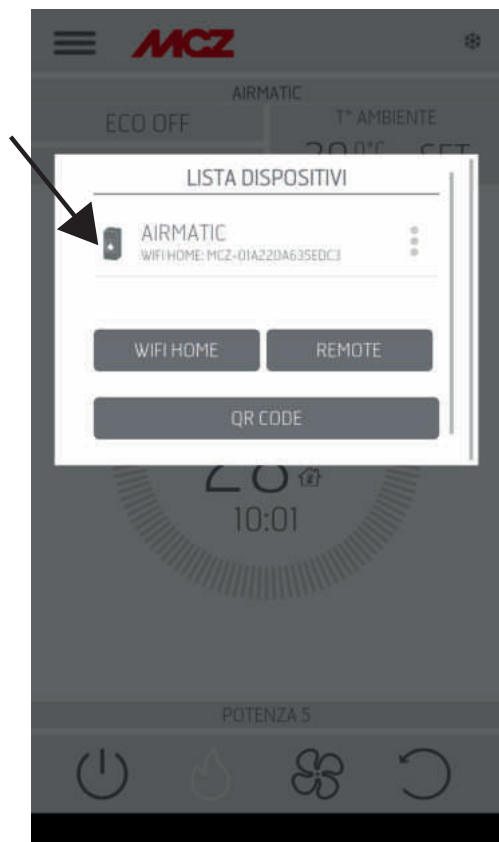 MCZ
AIRMATIC
ECO OFF
T° AMBIENTE
SET
LISTA DISPOSITIVI
AIRMATIC
WIFI HOME: MCZ-01A220A635EDC3
WIFI HOME
REMOTE
QR CODE
10:01
POTENZA 5